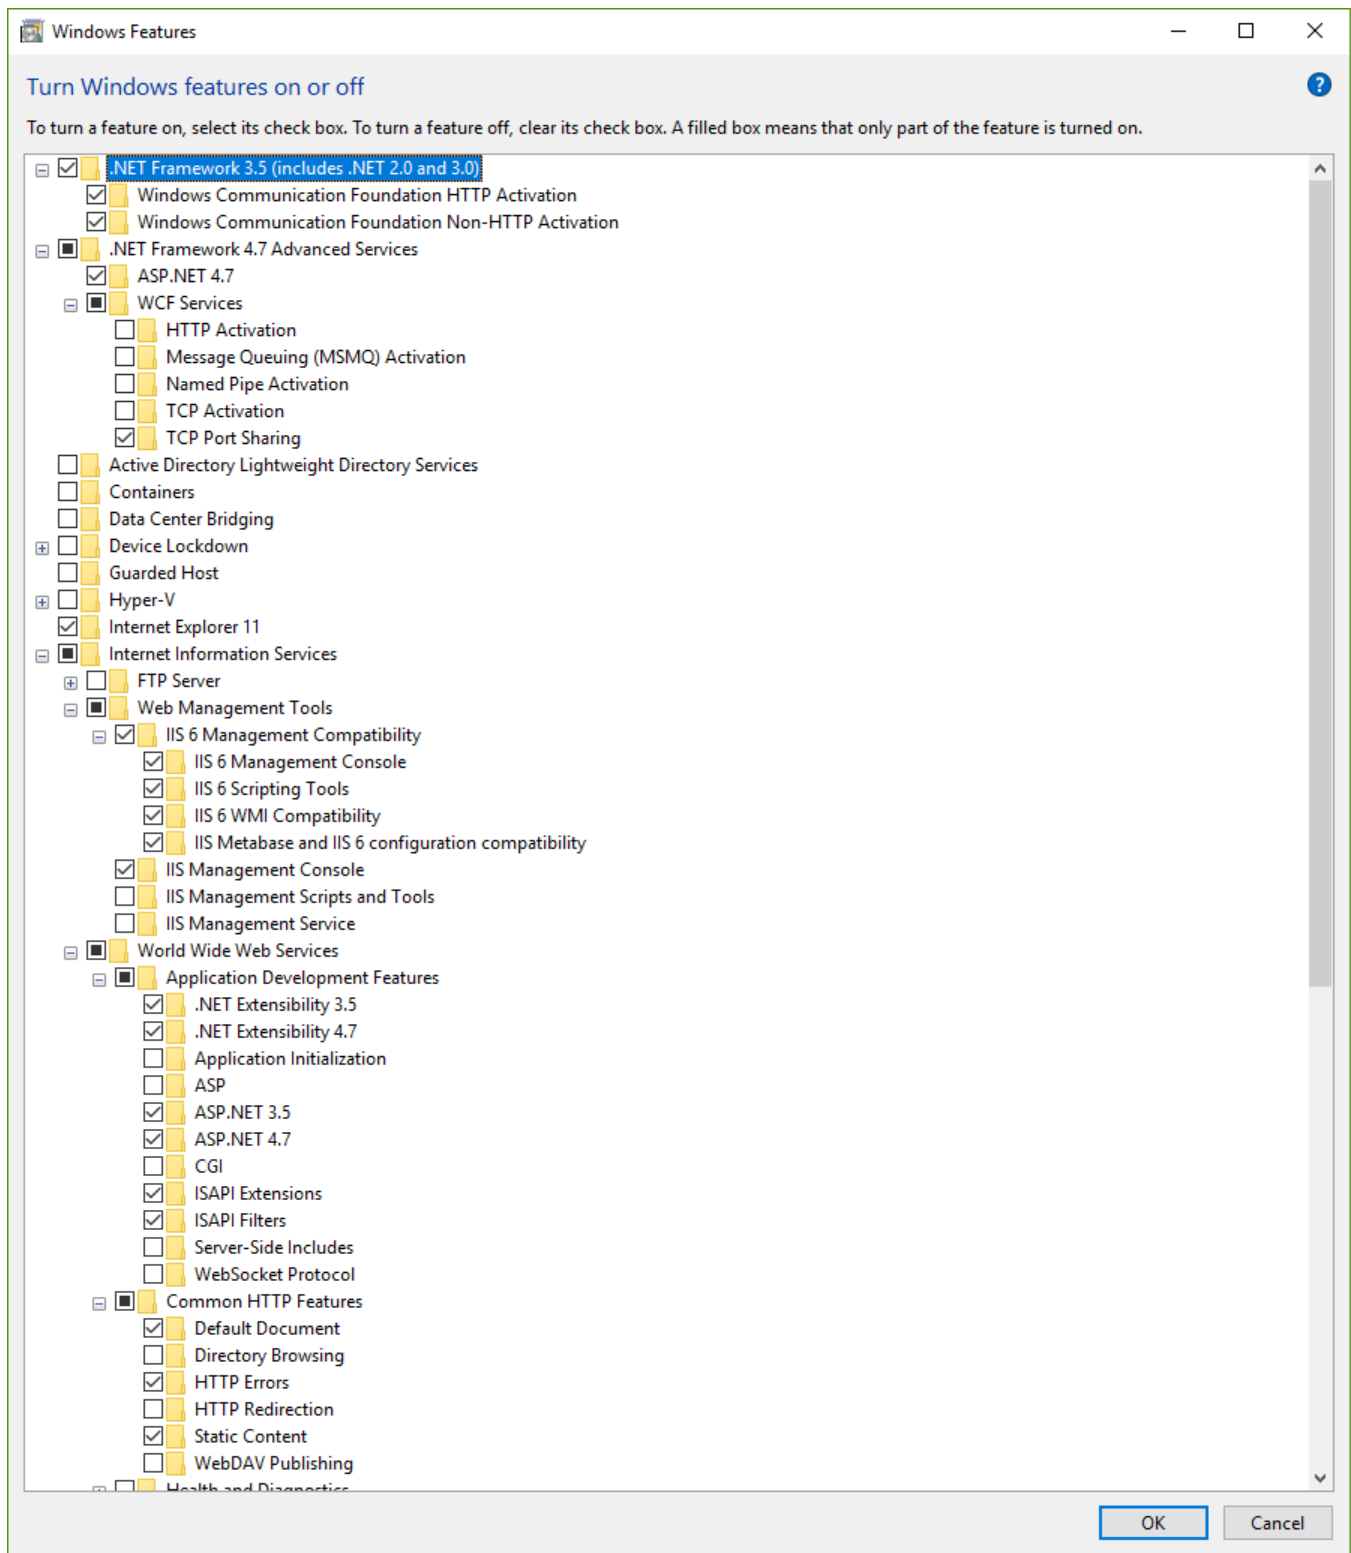 Windows Features
Turn Windows features on or off
To turn a feature on, select its check box. To turn a feature off, clear its check box. A filled box means that only part of the feature is turned on.
.NET Framework 3.5 (includes .NET 2.0 and 3.0)
Windows Communication Foundation HTTP Activation
Windows Communication Foundation Non-HTTP Activation
.NET Framework 4.7 Advanced Services
ASP.NET 4.7
WCF Services
HTTP Activation
Message Queuing (MSMQ) Activation
Named Pipe Activation
TCP Activation
TCP Port Sharing
Active Directory Lightweight Directory Services
Containers
Data Center Bridging
Device Lockdown
Guarded Host
Hyper-V
Internet Explorer 11
Internet Information Services
FTP Server
Web Management Tools
IIS 6 Management Compatibility
IIS 6 Management Console
IIS 6 Scripting Tools
IIS 6 WMI Compatibility
IIS Metabase and IIS 6 configuration compatibility
IIS Management Console
IIS Management Scripts and Tools
IIS Management Service
World Wide Web Services
Application Development Features
.NET Extensibility 3.5
.NET Extensibility 4.7
Application Initialization
ASP
ASP.NET 3.5
ASP.NET 4.7
CGI
ISAPI Extensions
ISAPI Filters
Server-Side Includes
WebSocket Protocol
Common HTTP Features
Default Document
Directory Browsing
HTTP Errors
HTTP Redirection
Static Content
WebDAV Publishing
Health and Diagnostics
OK Cancel